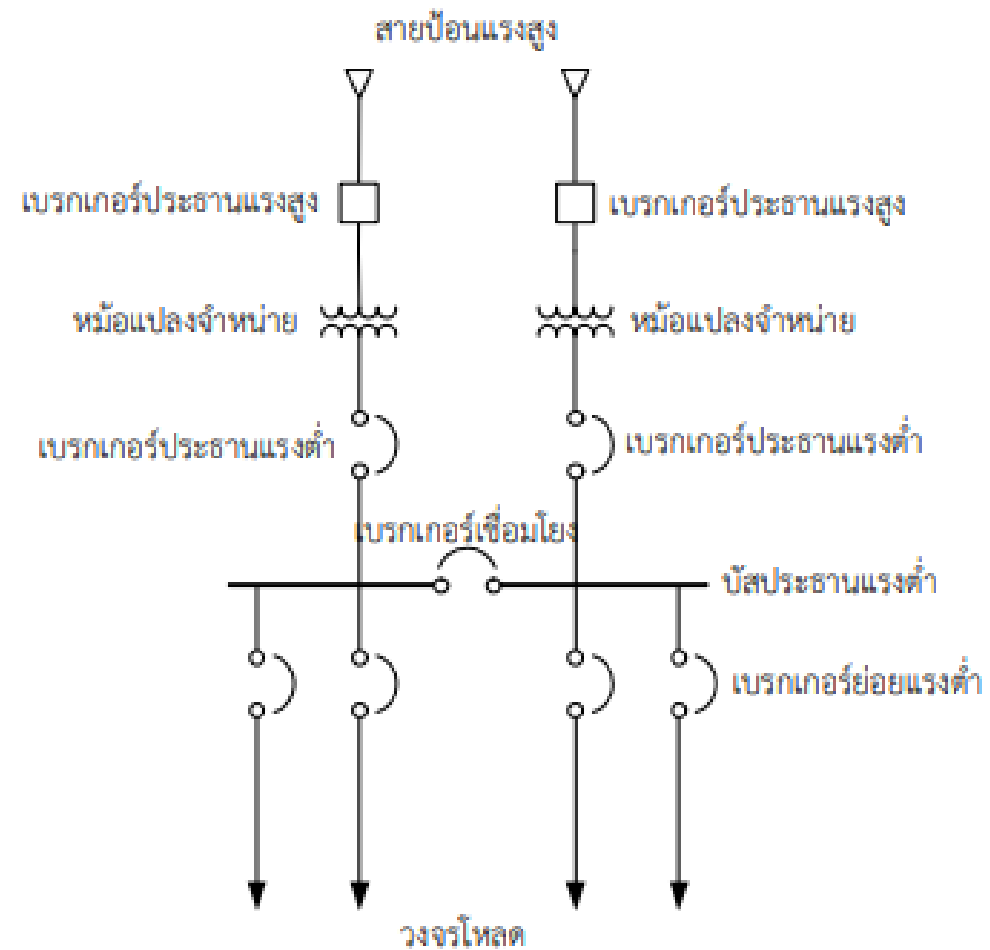 สายป้อนแรงสูง
เบรกเกอร์ประธานแรงสูง
เบรกเกอร์ประธานแรงสูง
หม้อแปลงจำหน่าย
หม้อแปลงจำหน่าย
เบรกเกอร์ประธานแรงต่ำ
เบรกเกอร์ประธานแรงต่ำ
เบรกเกอร์เชื่อมโยง
บัสประธานแรงต่ำ
เบรกเกอร์ย่อยแรงต่ำ
วงจรโหลด